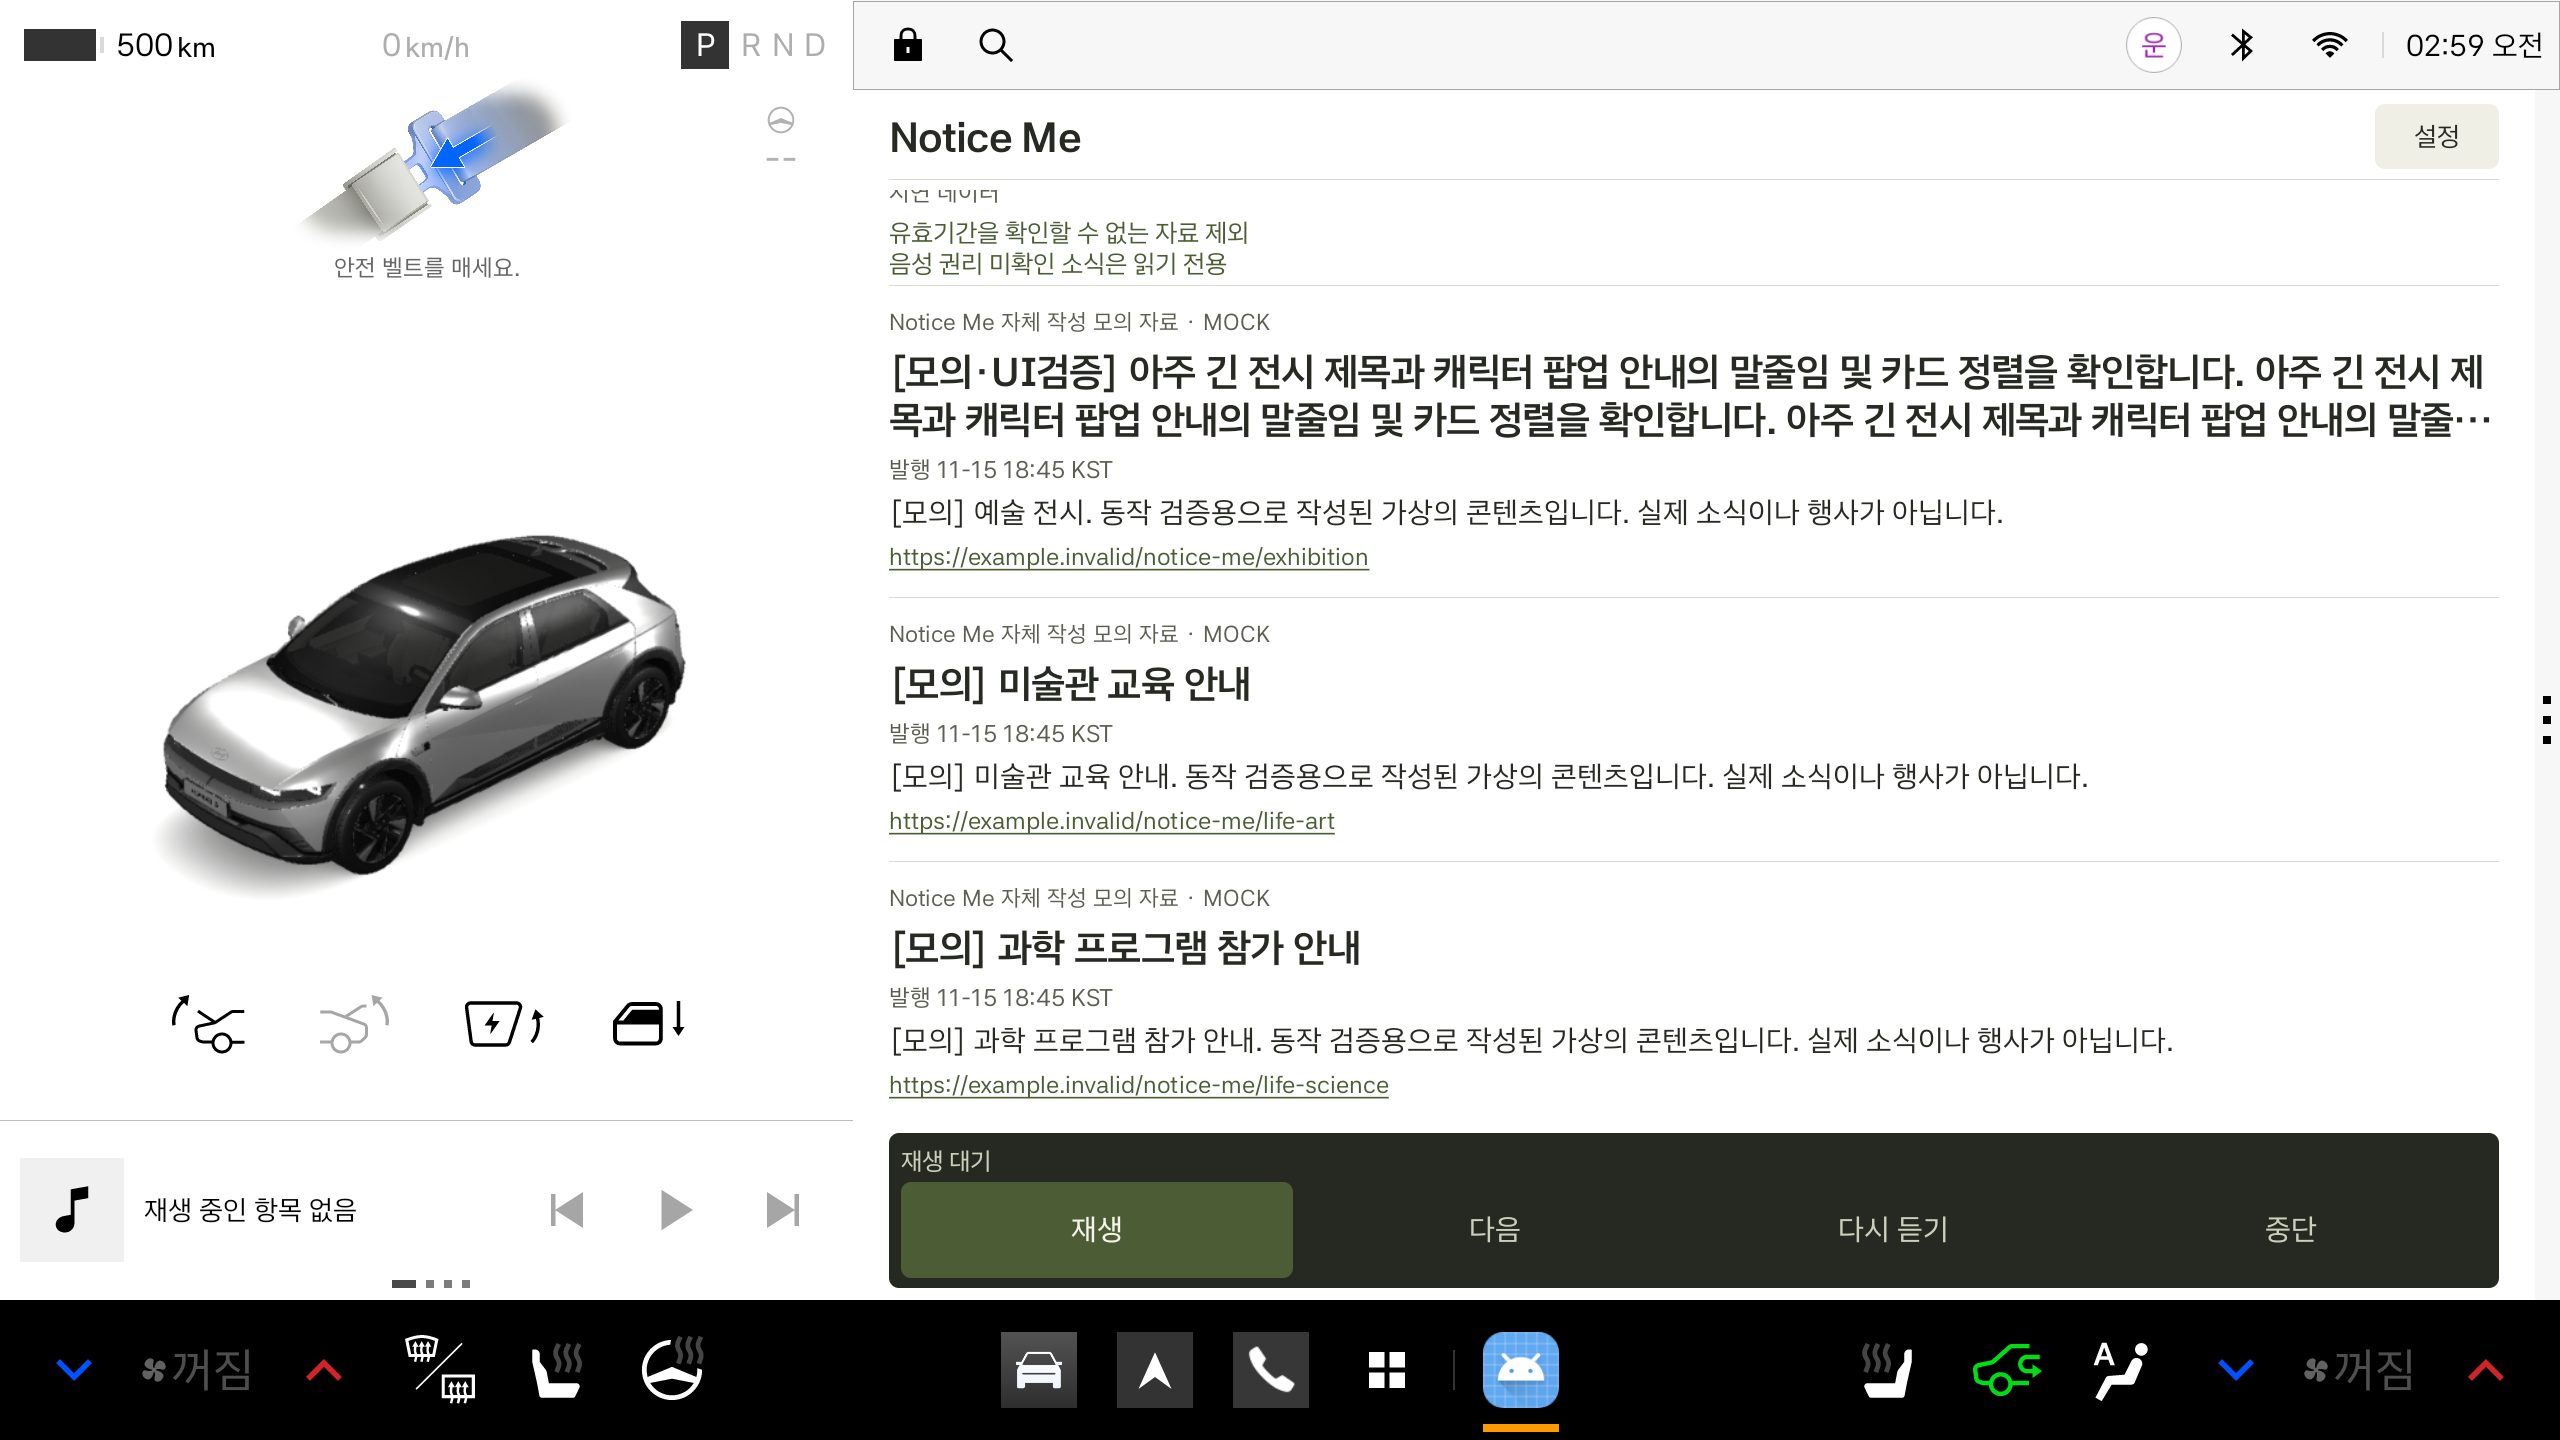 500 km
0 km/h
P R N D
운
02:59 오전
안전 벨트를 매세요.
재생 중인 항목 없음
Notice Me
설정
시연 데이터
유효기간을 확인할 수 없는 자료 제외
음성 권리 미확인 소식은 읽기 전용
Notice Me 자체 작성 모의 자료 · MOCK
[모의·UI검증] 아주 긴 전시 제목과 캐릭터 팝업 안내의 말줄임 및 카드 정렬을 확인합니다. 아주 긴 전시 제
목과 캐릭터 팝업 안내의 말줄임 및 카드 정렬을 확인합니다. 아주 긴 전시 제목과 캐릭터 팝업 안내의 말줄…
발행 11-15 18:45 KST
[모의] 예술 전시. 동작 검증용으로 작성된 가상의 콘텐츠입니다. 실제 소식이나 행사가 아닙니다.
https://example.invalid/notice-me/exhibition
Notice Me 자체 작성 모의 자료 · MOCK
[모의] 미술관 교육 안내
발행 11-15 18:45 KST
[모의] 미술관 교육 안내. 동작 검증용으로 작성된 가상의 콘텐츠입니다. 실제 소식이나 행사가 아닙니다.
https://example.invalid/notice-me/life-art
Notice Me 자체 작성 모의 자료 · MOCK
[모의] 과학 프로그램 참가 안내
발행 11-15 18:45 KST
[모의] 과학 프로그램 참가 안내. 동작 검증용으로 작성된 가상의 콘텐츠입니다. 실제 소식이나 행사가 아닙니다.
https://example.invalid/notice-me/life-science
재생 대기
재생 다음 다시 듣기 중단
꺼짐
A
꺼짐